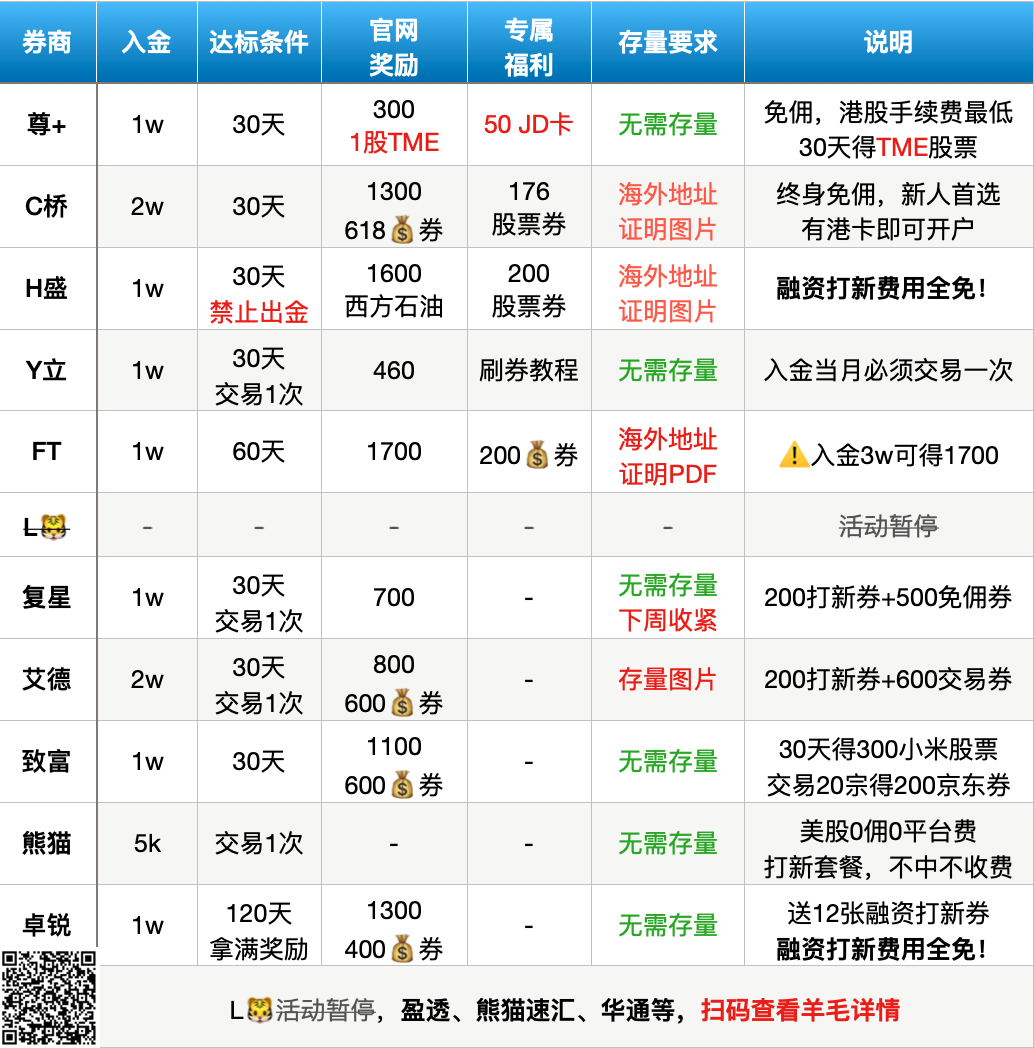 券商 入金 达标条件 官网 专属 存量要求 说明
奖励 福利
尊+ 1w 30天 300 50 JD卡 无需存量 免佣，港股手续费最低
1股TME 30天得TME股票
C桥 2w 30天 1300 176 海外地址 终身免佣，新人首选
618💰券 股票券 证明图片 有港卡即可开户
H盛 1w 30天 1600 200 海外地址 融资打新费用全免！
禁止出金 西方石油 股票券 证明图片
Y立 1w 30天 460 刷券教程 无需存量 入金当月必须交易一次
交易1次
FT 1w 60天 1700 200💰券 海外地址 ⚠️入金3w可得1700
证明PDF
L🐯 - - - - - 活动暂停
复星 1w 30天 700 - 无需存量 200打新券+500免佣券
交易1次 下周收紧
艾德 2w 30天 800 - 存量图片 200打新券+600交易券
交易1次 600💰券
致富 1w 30天 1100 - 无需存量 30天得300小米股票
600💰券 交易20宗得200京东券
熊猫 5k 交易1次 - - 无需存量 美股0佣0平台费
打新套餐，不中不收费
卓锐 1w 120天 1300 - 无需存量 送12张融资打新券
拿满奖励 400💰券 融资打新费用全免！
L🐯活动暂停，盈透、熊猫速汇、华通等，扫码查看羊毛详情